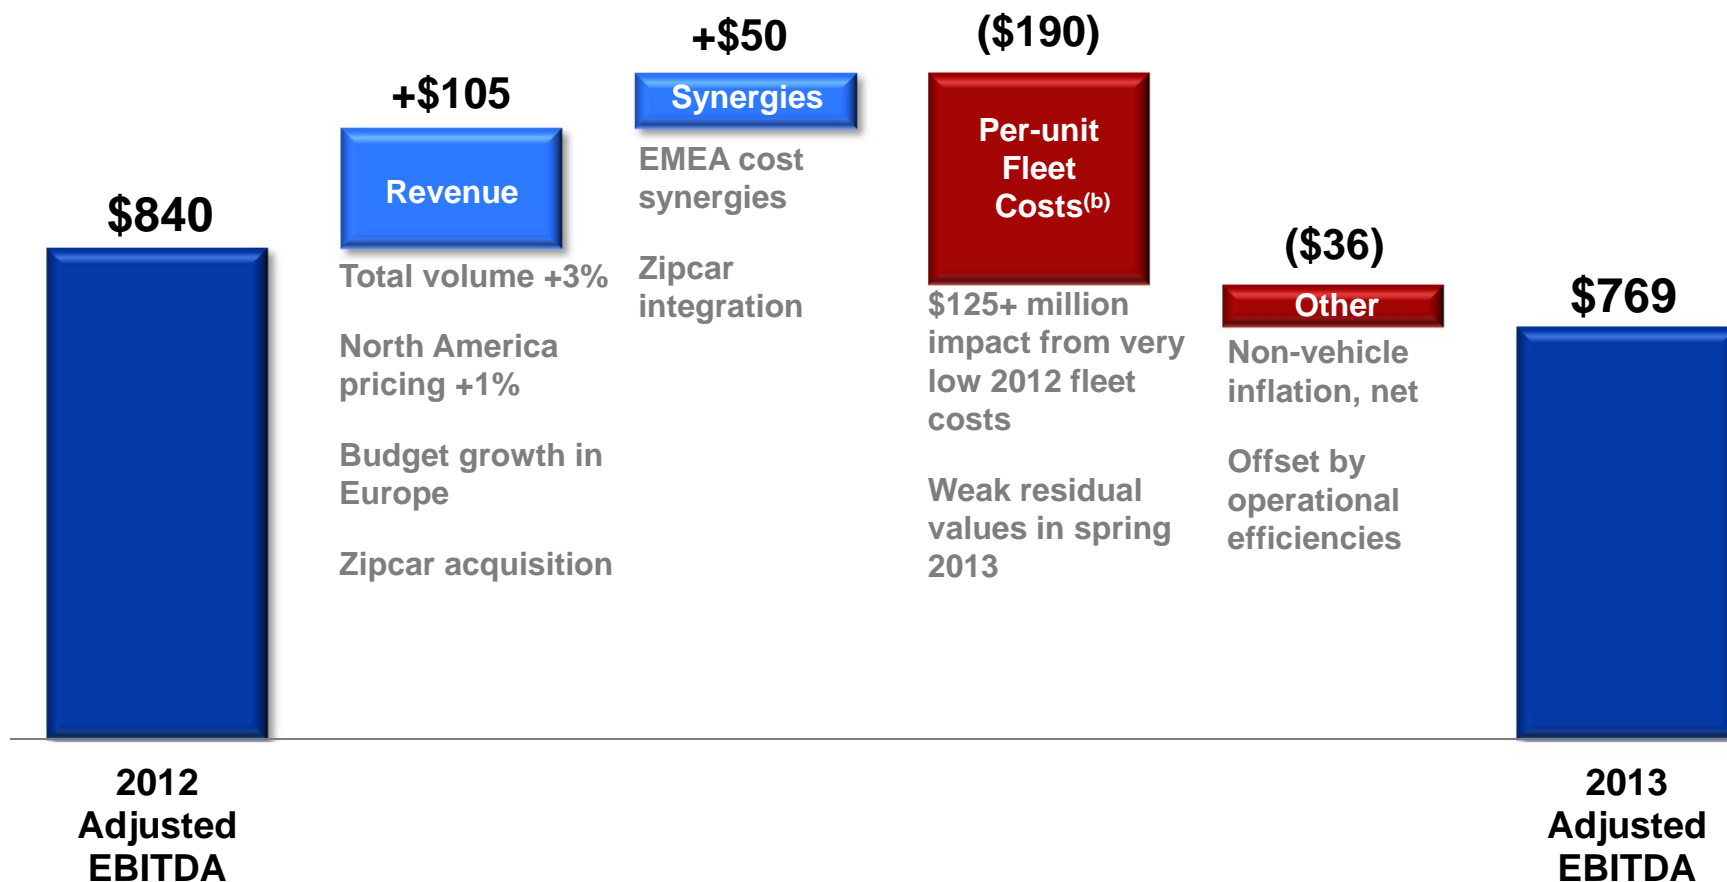 $840
2012
Adjusted
EBITDA
+$105
Revenue
Total volume +3%
North America
pricing +1%
Budget growth in
Europe
Zipcar acquisition
+$50
Synergies
EMEA cost
synergies
Zipcar
integration
($190)
Per-unit
Fleet
Costs(b)
$125+ million
impact from very
low 2012 fleet
costs
Weak residual
values in spring
2013
($36)
Other
Non-vehicle
inflation, net
Offset by
operational
efficiencies
$769
2013
Adjusted
EBITDA